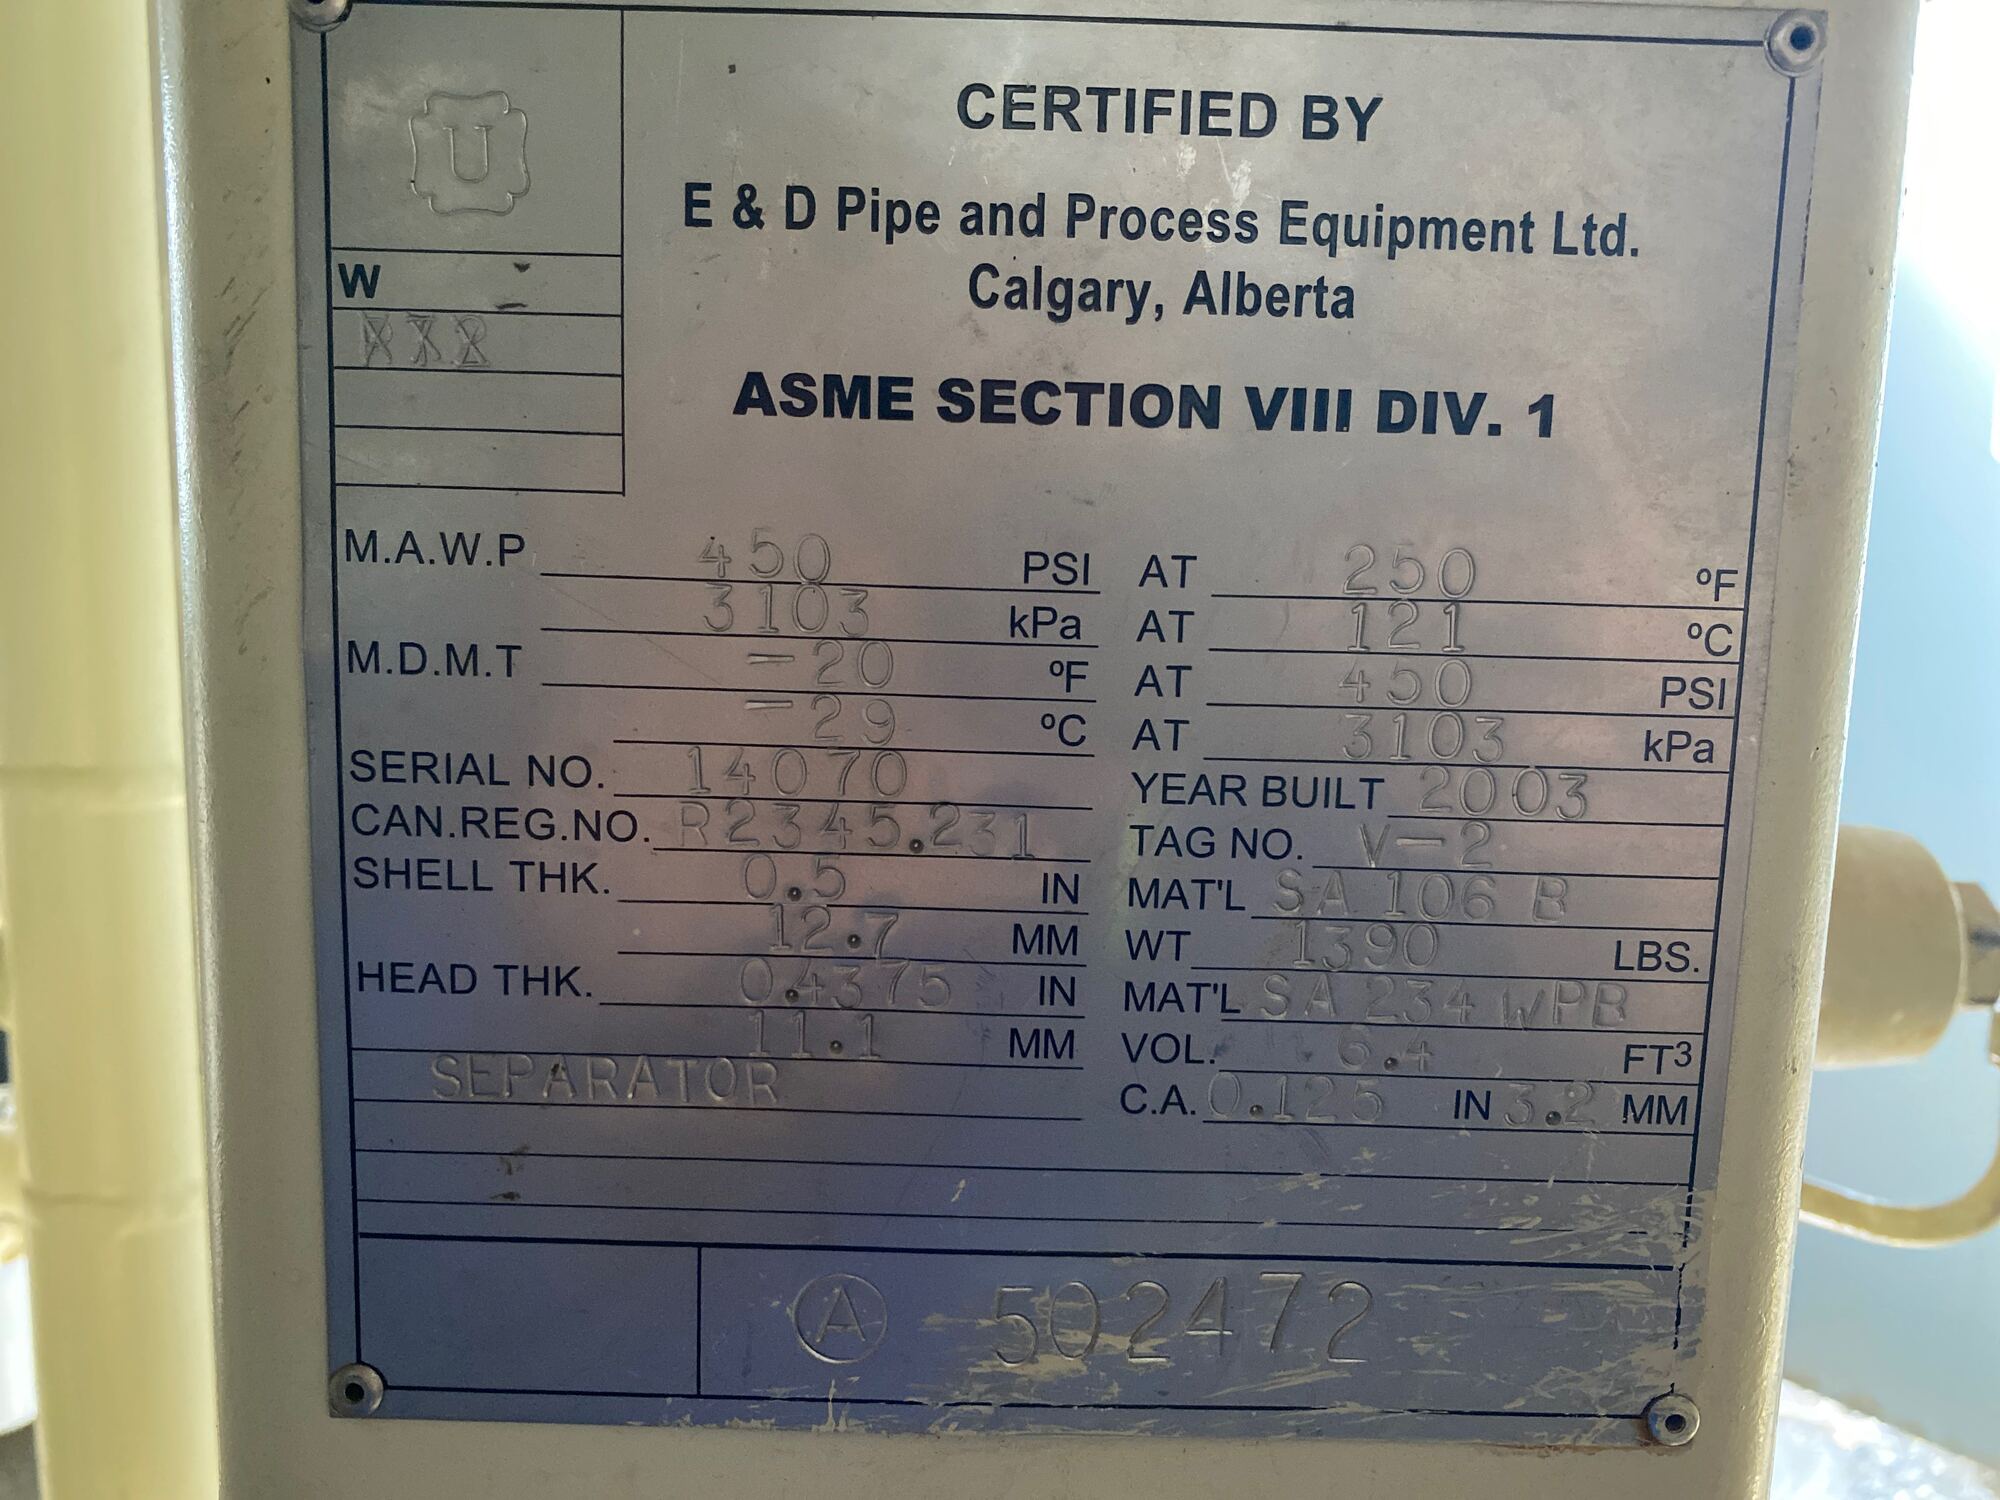 U
CERTIFIED BY
E & D Pipe and Process Equipment Ltd.
Calgary, Alberta
W
ASME SECTION VIII DIV. 1
M.A.W.P 450 PSI AT 250 ºF
3103 kPa AT 121 ºC
M.D.M.T -20 ºF AT 450 PSI
-29 ºC AT 3103 kPa
SERIAL NO. 14070 YEAR BUILT 2003
CAN.REG.NO. R2345.231 TAG NO. V-2
SHELL THK. 0.5 IN MAT'L SA 106 B
12.7 MM WT 1390 LBS.
HEAD THK. 0.4375 IN MAT'L SA 234 WPB
11.1 MM VOL. 6.4 FT3
SEPARATOR C.A. 0.125 IN 3.2 MM
A 502472